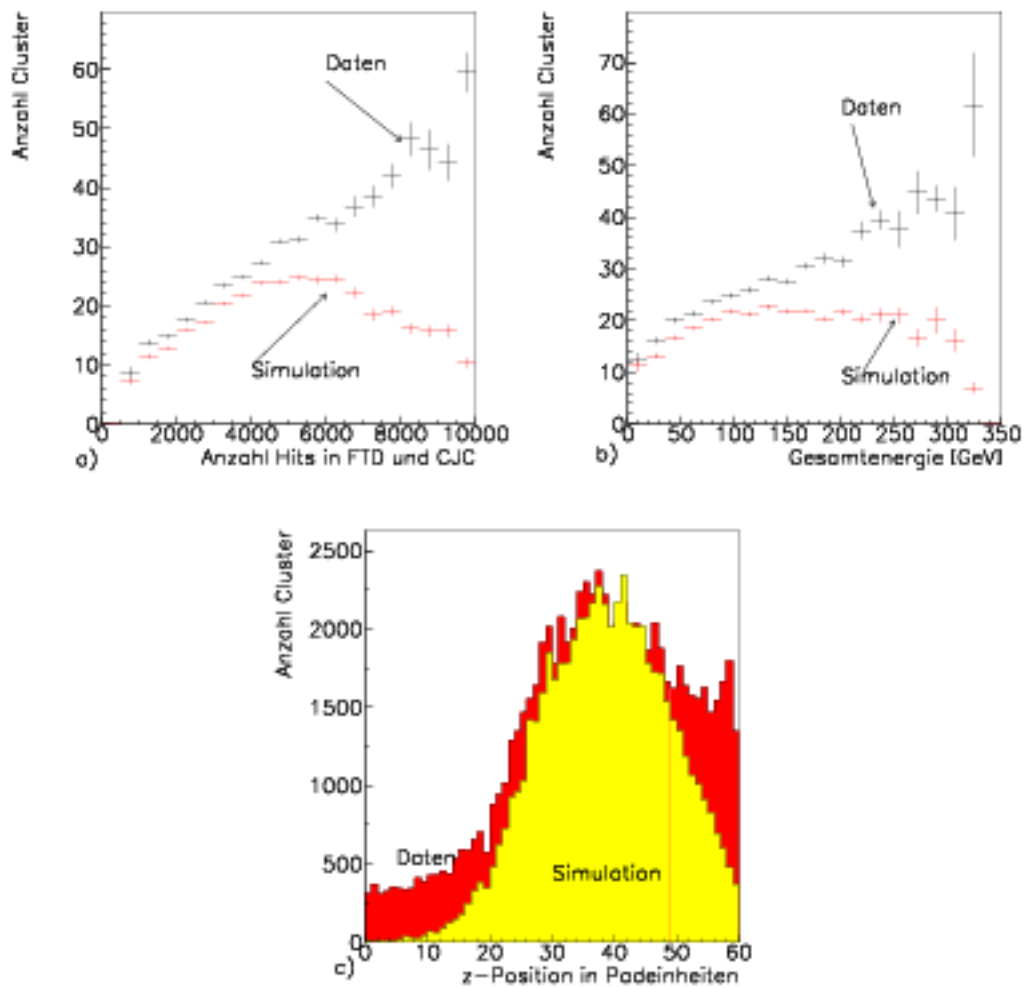 Anzahl Cluster
60
50
40
30
20
10
0
Daten
Simulation
0 2000 4000 6000 8000 10000
a)
Anzahl Hits in FTD und CJC
Anzahl Cluster
70
60
50
40
30
20
10
0
Daten
Simulation
0 50 100 150 200 250 300 350
b)
Gesamtenergie [GeV]
Anzahl Cluster
2500
2000
1500
1000
500
0
Daten
Simulation
0 10 20 30 40 50 60
c)
z-Position in Padeinheiten